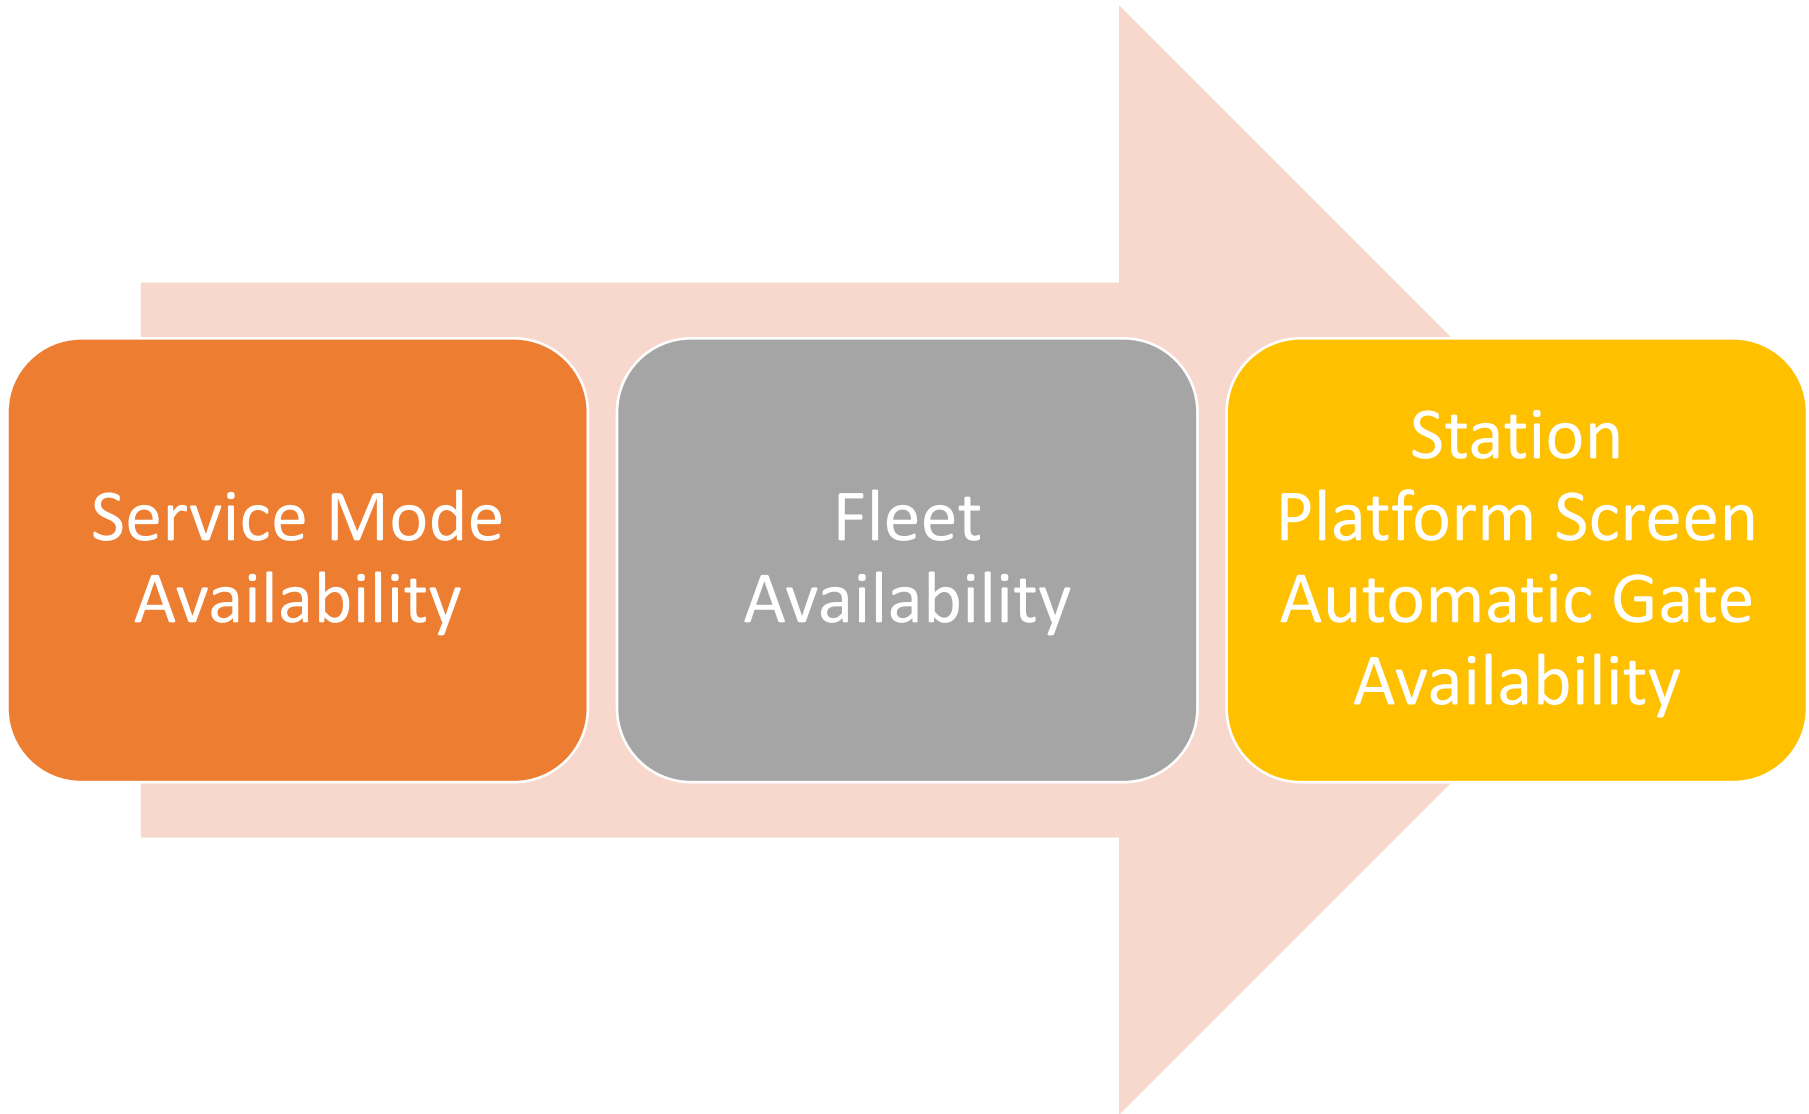 Service Mode
Availability
Fleet
Availability
Station
Platform Screen
Automatic Gate
Availability